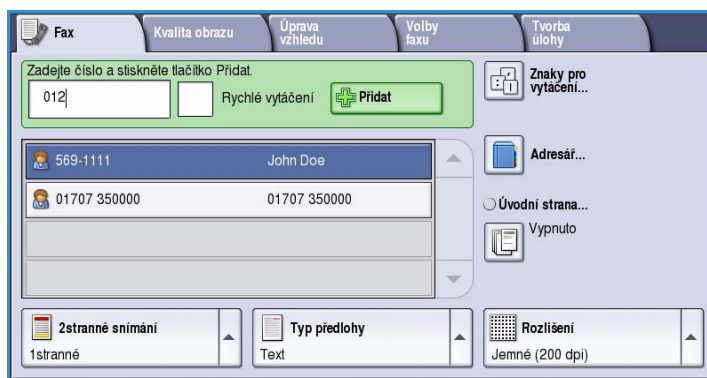 Fax
Kvalita obrazu
Úprava
vzhledu
Volby
faxu
Tvorba
úlohy
Zadejte číslo a stiskněte tlačítko Přidat.
012
Rychlé vytáčení
Přidat
Znaky pro
vytáčení...
569-1111 John Doe
01707 350000 01707 350000
Adresář...
Úvodní strana...
Vypnuto
2stranné snímání
1stranné
Typ předlohy
Text
Rozlišení
Jemné (200 dpi)